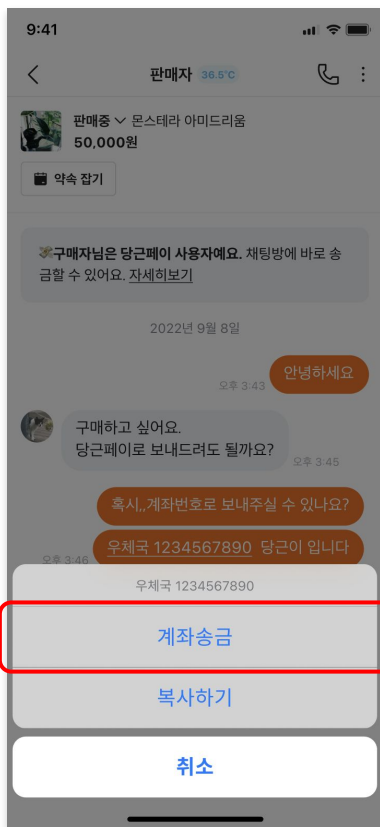 9:41
판매자 36.5°C
판매중 몬스테라 아미드리움
50,000원
약속 잡기
구매자님은 당근페이 사용자예요. 채팅방에 바로 송
금할 수 있어요. 자세히보기
2022년 9월 8일
안녕하세요
오후 3:43
구매하고 싶어요.
당근페이로 보내드려도 될까요?
오후 3:45
혹시,,계좌번호로 보내주실 수 있나요?
우체국 1234567890 당근이 입니다
오후 3:46
우체국 1234567890
계좌송금
복사하기
취소